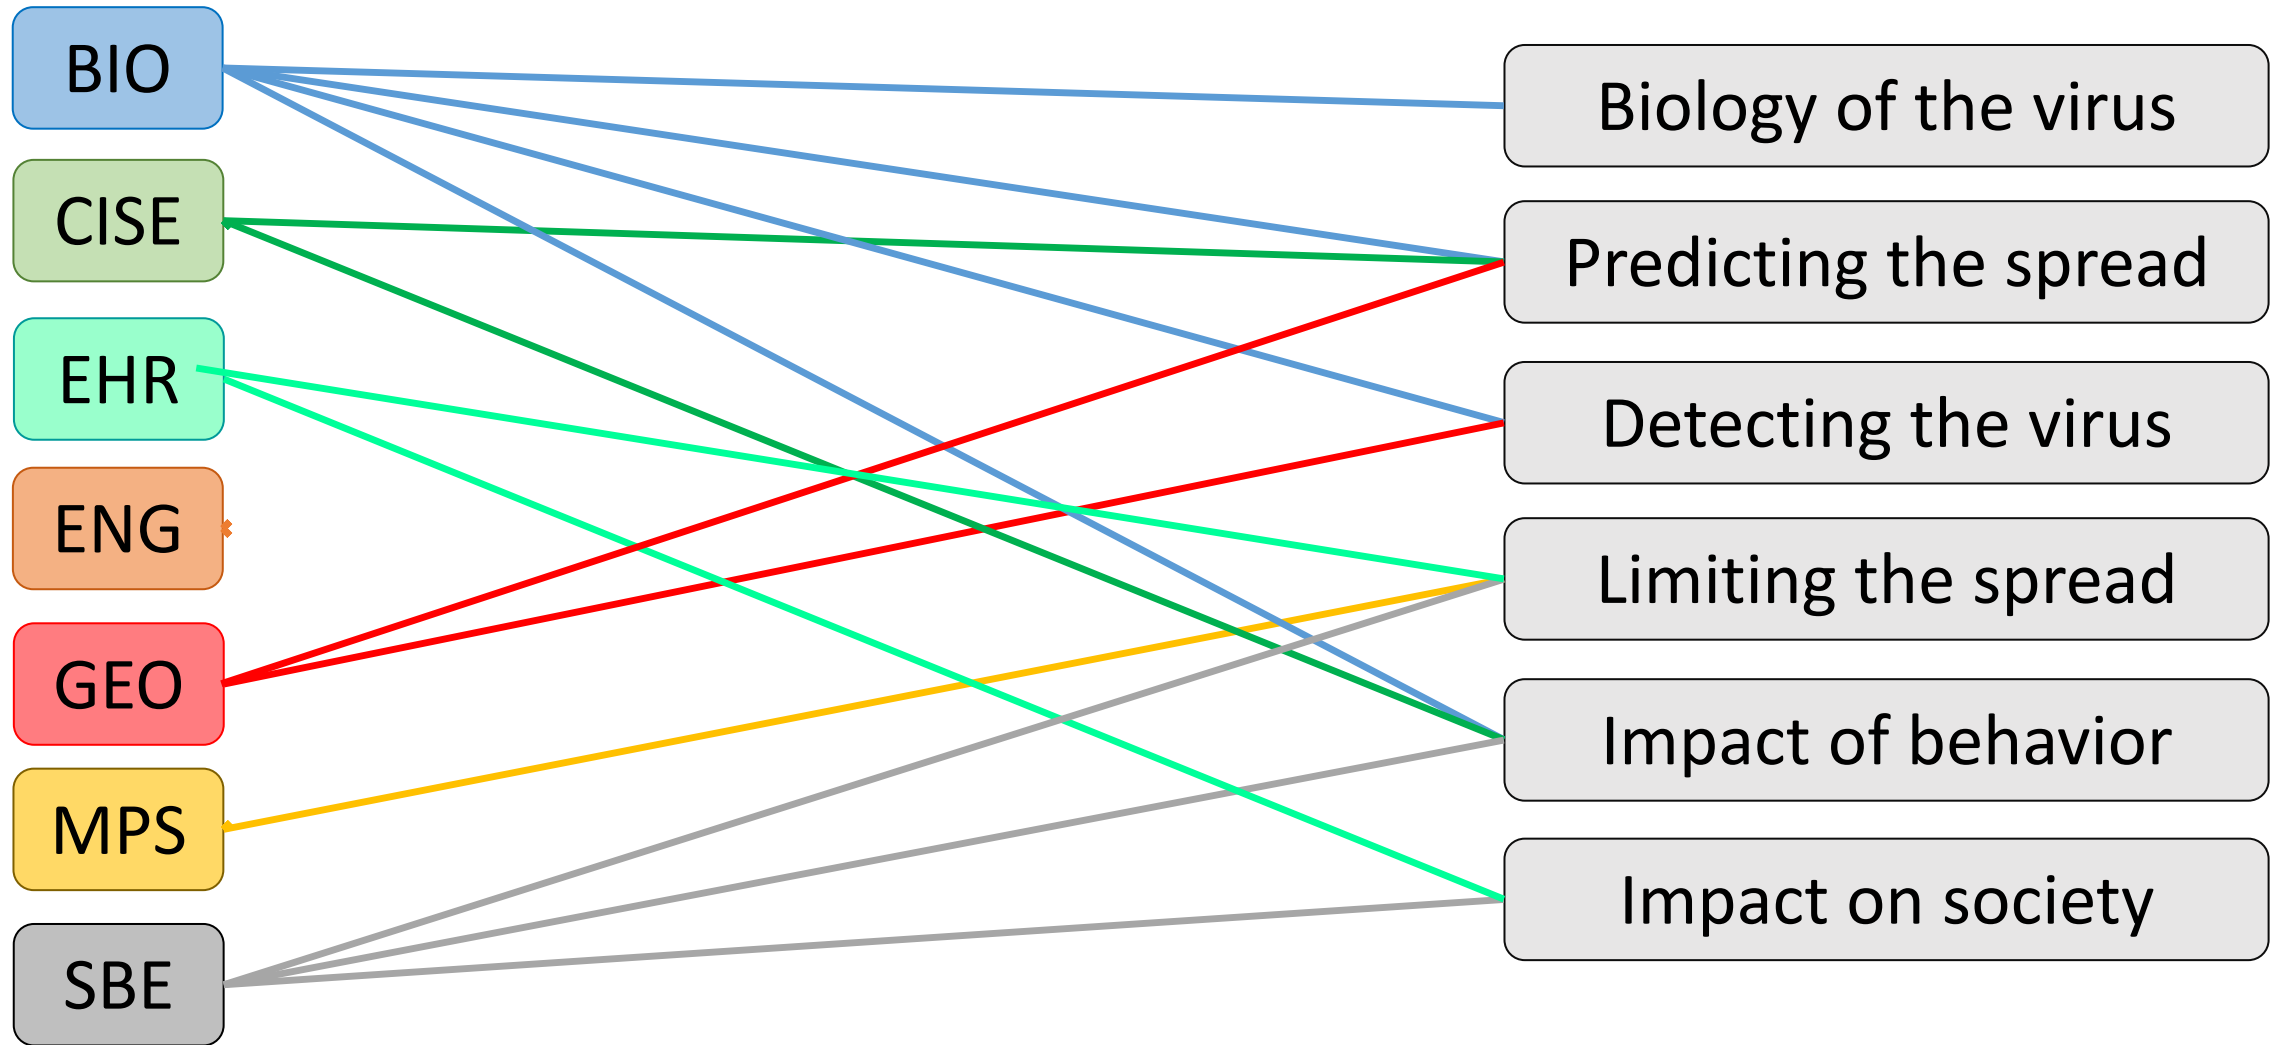 BIO
CISE
EHR
ENG
GEO
MPS
SBE
Biology of the virus
Predicting the spread
Detecting the virus
Limiting the spread
Impact of behavior
Impact on society